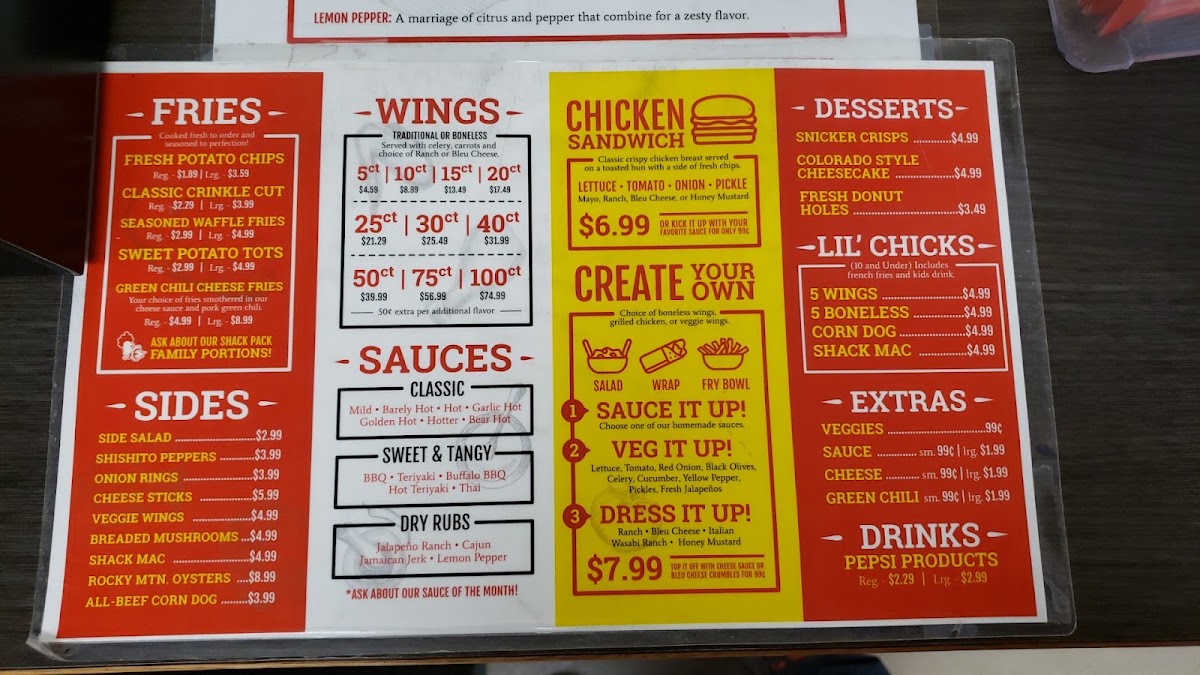 LEMON PEPPER: A marriage of citrus and pepper that combine for a zesty flavor.
- FRIES -
Cooked fresh to order and
seasoned to perfection!
FRESH POTATO CHIPS
Reg. - $1.89 | Lrg. - $3.59
CLASSIC CRINKLE CUT
Reg. - $2.29 | Lrg. - $3.99
SEASONED WAFFLE FRIES
Reg. - $2.99 | Lrg. - $4.99
SWEET POTATO TOTS
Reg. - $2.99 | Lrg. - $4.99
GREEN CHILI CHEESE FRIES
Your choice of fries smothered in our
cheese sauce and pork green chili.
Reg. - $4.99 | Lrg. - $8.99
ASK ABOUT OUR SHACK PACK
FAMILY PORTIONS!
- SIDES -
SIDE SALAD ....................$2.99
SHISHITO PEPPERS ...........$3.99
ONION RINGS ..................$3.99
CHEESE STICKS ................$5.99
VEGGIE WINGS .................$4.99
BREADED MUSHROOMS ...$4.99
SHACK MAC .....................$4.99
ROCKY MTN. OYSTERS ....$8.99
ALL-BEEF CORN DOG .........$3.99
- WINGS -
TRADITIONAL OR BONELESS
Served with celery, carrots and
choice of Ranch or Bleu Cheese.
5ct | 10ct | 15ct | 20ct
$4.59 $8.99 $13.49 $17.49
25ct | 30ct | 40ct
$21.29 $25.49 $31.99
50ct | 75ct | 100ct
$39.99 $56.99 $74.99
50¢ extra per additional flavor
- SAUCES -
CLASSIC
Mild • Barely Hot • Hot • Garlic Hot
Golden Hot • Hotter • Bear Hot
SWEET & TANGY
BBQ • Teriyaki • Buffalo BBQ
Hot Teriyaki • Thai
DRY RUBS
Jalapeño Ranch • Cajun
Jamaican Jerk • Lemon Pepper
*ASK ABOUT OUR SAUCE OF THE MONTH!
CHICKEN
SANDWICH
Classic crispy chicken breast served
on a toasted bun with a side of fresh chips.
LETTUCE • TOMATO • ONION • PICKLE
Mayo, Ranch, Bleu Cheese, or Honey Mustard
$6.99 OR KICK IT UP WITH YOUR
FAVORITE SAUCE FOR ONLY 99¢
CREATE YOUR
OWN
Choice of boneless wings,
grilled chicken, or veggie wings.
SALAD WRAP FRY BOWL
1 SAUCE IT UP!
Choose one of our homemade sauces.
2 VEG IT UP!
Lettuce, Tomato, Red Onion, Black Olives,
Celery, Cucumber, Yellow Pepper,
Pickles, Fresh Jalapeños
3 DRESS IT UP!
Ranch • Bleu Cheese • Italian
Wasabi Ranch • Honey Mustard
$7.99 TOP IT OFF WITH CHEESE SAUCE OR
BLEU CHEESE CRUMBLES FOR 99¢
- DESSERTS -
SNICKER CRISPS ............$4.99
COLORADO STYLE
CHEESECAKE .................$4.99
FRESH DONUT
HOLES .........................$3.49
- LIL' CHICKS -
(10 and Under) Includes
french fries and kids drink.
5 WINGS .................$4.99
5 BONELESS ............$4.99
CORN DOG ..............$4.99
SHACK MAC ............$4.99
- EXTRAS -
VEGGIES .......................99¢
SAUCE .......... sm. 99¢ | lrg. $1.99
CHEESE ......... sm. 99¢ | lrg. $1.99
GREEN CHILI sm. 99¢ | lrg. $1.99
- DRINKS -
PEPSI PRODUCTS
Reg. - $2.29 | Lrg. - $2.99